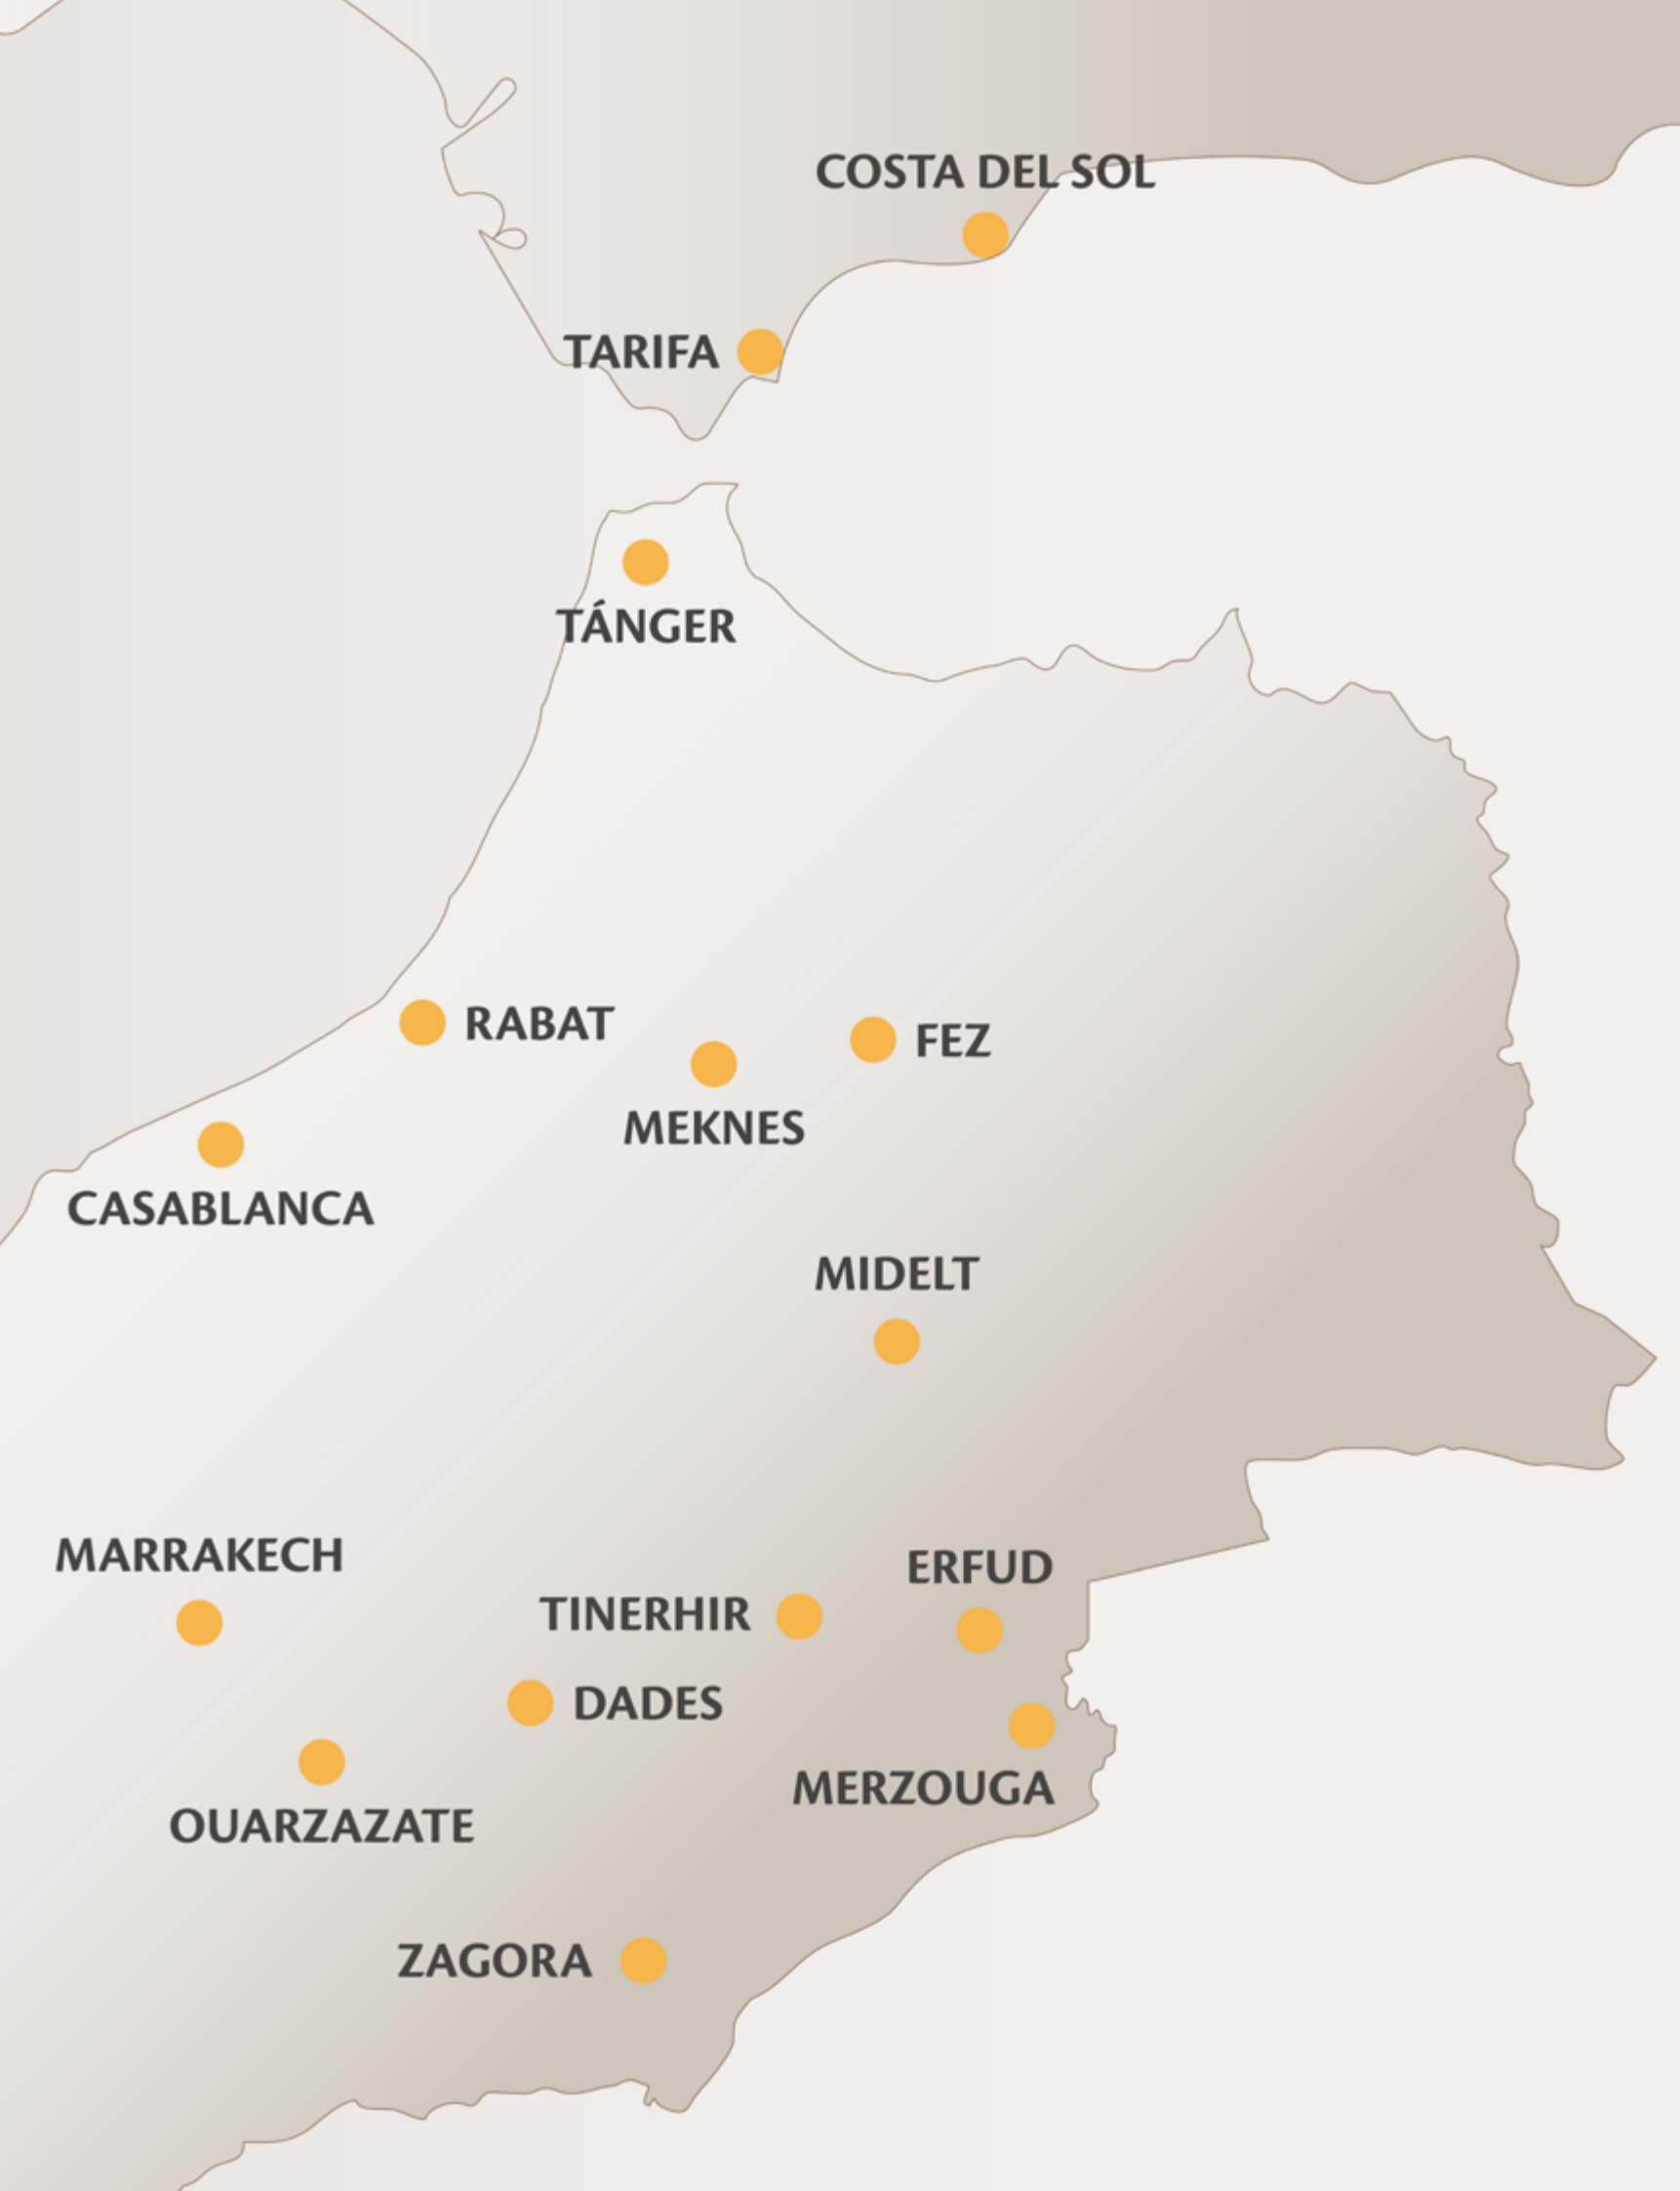 COSTA DEL SOL
TARIFA
TÁNGER
RABAT
FEZ
MEKNES
CASABLANCA
MIDELT
MARRAKECH
ERFUD
TINERHIR
DADES
MERZOUGA
OUARZAZATE
ZAGORA